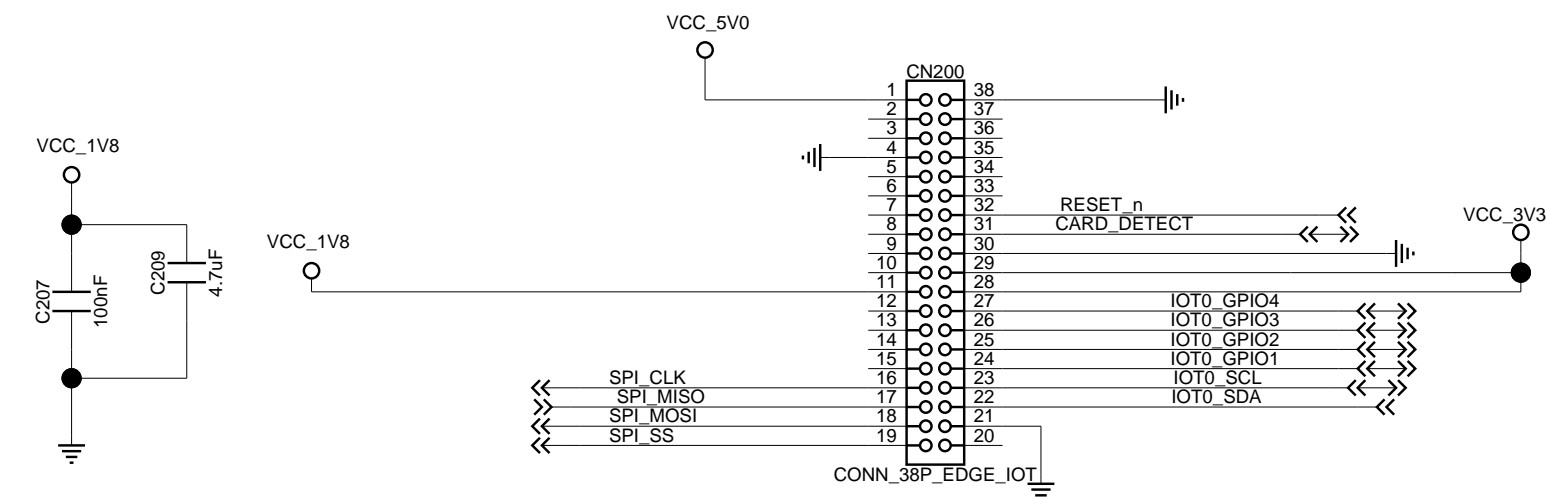 VCC_5V0
CN200
1 38
2 37
3 36
4 35
5 34
6 33
7 32 RESET_n
8 31 CARD_DETECT
9 30
10 29
11 28
12 27 IOT0_GPIO4
13 26 IOT0_GPIO3
14 25 IOT0_GPIO2
15 24 IOT0_GPIO1
SPI_CLK 16 23 IOT0_SCL
SPI_MISO 17 22 IOT0_SDA
SPI_MOSI 18 21
SPI_SS 19 20
CONN_38P_EDGE_IOT
VCC_1V8
C207
100nF
C209
4.7uF
VCC_1V8
VCC_3V3